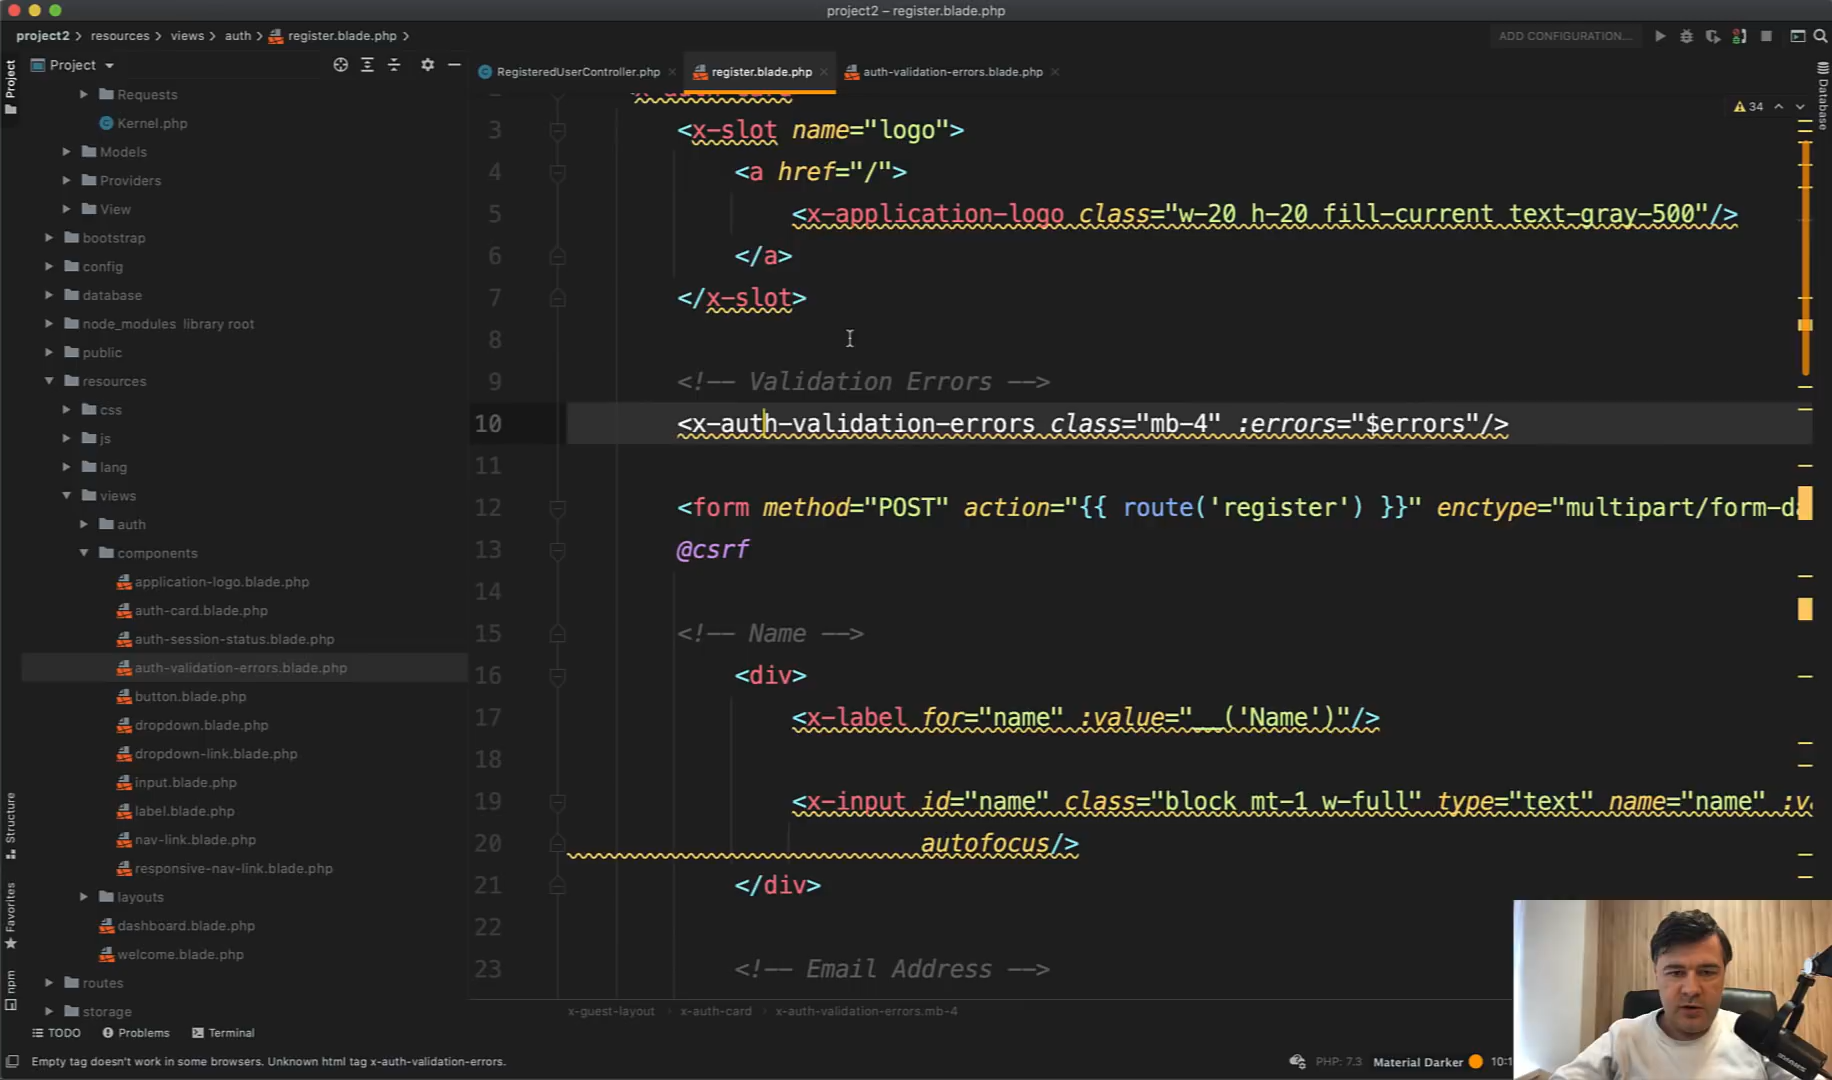 project2 – register.blade.php
project2 > resources > views > auth > register.blade.php >
ADD CONFIGURATION...
Project
Project
RegisteredUserController.php
register.blade.php
auth-validation-errors.blade.php
Database
34
Requests
Kernel.php
Models
Providers
View
bootstrap
config
database
node_modules library root
public
resources
css
js
lang
views
auth
components
application-logo.blade.php
auth-card.blade.php
auth-session-status.blade.php
auth-validation-errors.blade.php
button.blade.php
dropdown.blade.php
dropdown-link.blade.php
input.blade.php
label.blade.php
nav-link.blade.php
responsive-nav-link.blade.php
layouts
dashboard.blade.php
welcome.blade.php
routes
storage
Structure
Favorites
npm
3 <x-slot name="logo">
4 <a href="/">
5 <x-application-logo class="w-20 h-20 fill-current text-gray-500"/>
6 </a>
7 </x-slot>
8
9 <!-- Validation Errors -->
10 <x-auth-validation-errors class="mb-4" :errors="$errors"/>
11
12 <form method="POST" action="{{ route('register') }}" enctype="multipart/form-da
13 @csrf
14
15 <!-- Name -->
16 <div>
17 <x-label for="name" :value="__('Name')"/>
18
19 <x-input id="name" class="block mt-1 w-full" type="text" name="name" :v
20 autofocus/>
21 </div>
22
23 <!-- Email Address -->
x-guest-layout > x-auth-card > x-auth-validation-errors.mb-4
TODO
Problems
Terminal
Empty tag doesn't work in some browsers. Unknown html tag x-auth-validation-errors.
PHP: 7.3
Material Darker
10:1